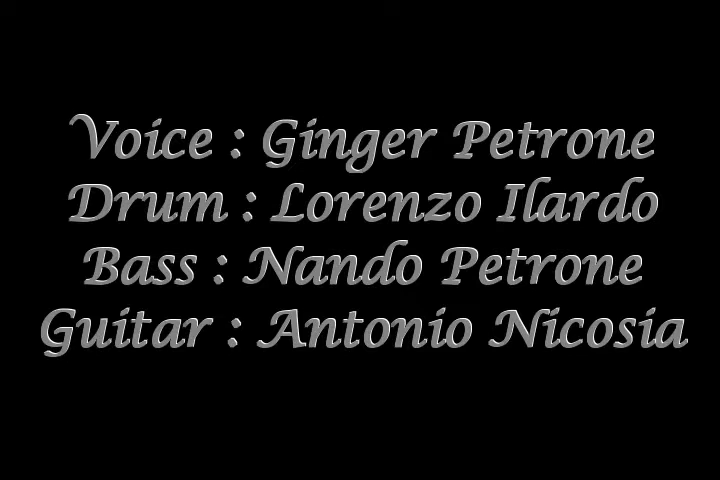 Voice : Ginger Petrone
Drum : Lorenzo Ilardo
Bass : Nando Petrone
Guitar : Antonio Nicosia